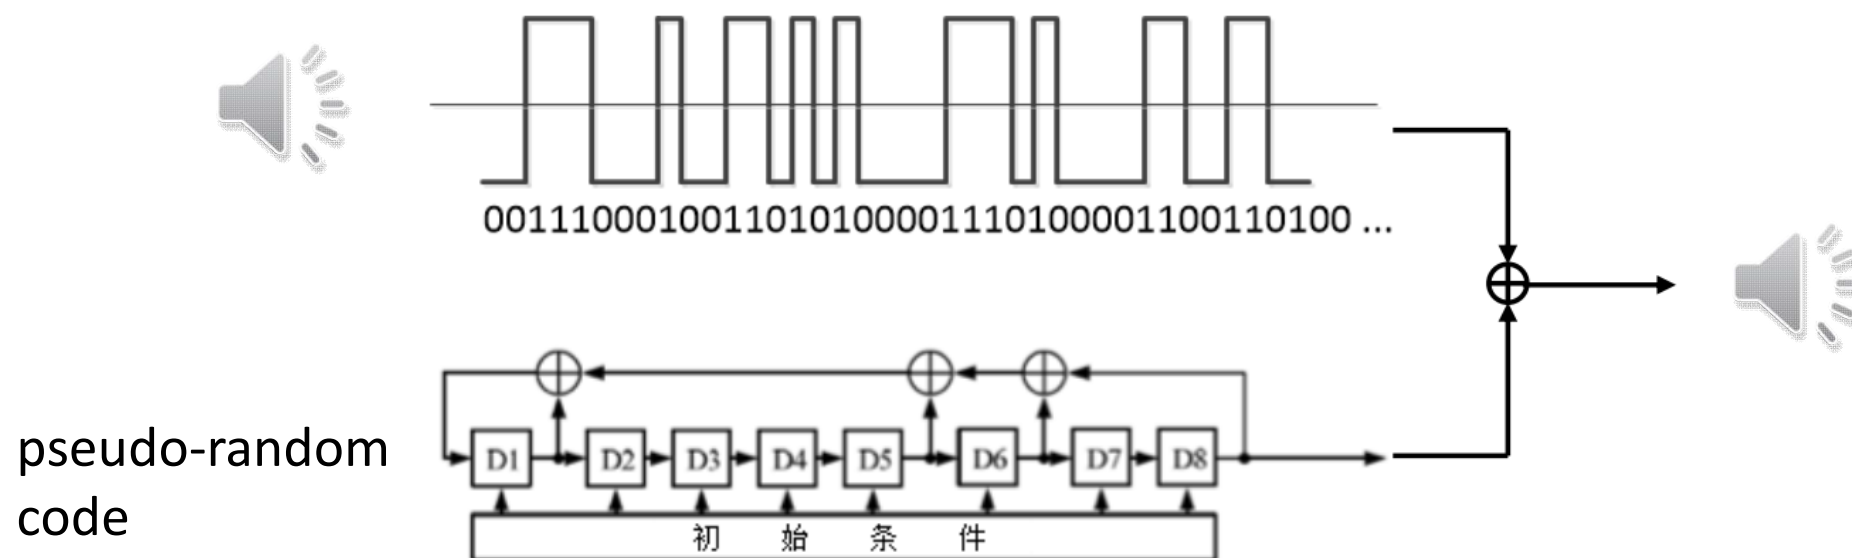 0011100010011010100001110100001100110100 ...
pseudo-random
code
D1 D2 D3 D4 D5 D6 D7 D8
初 始 条 件